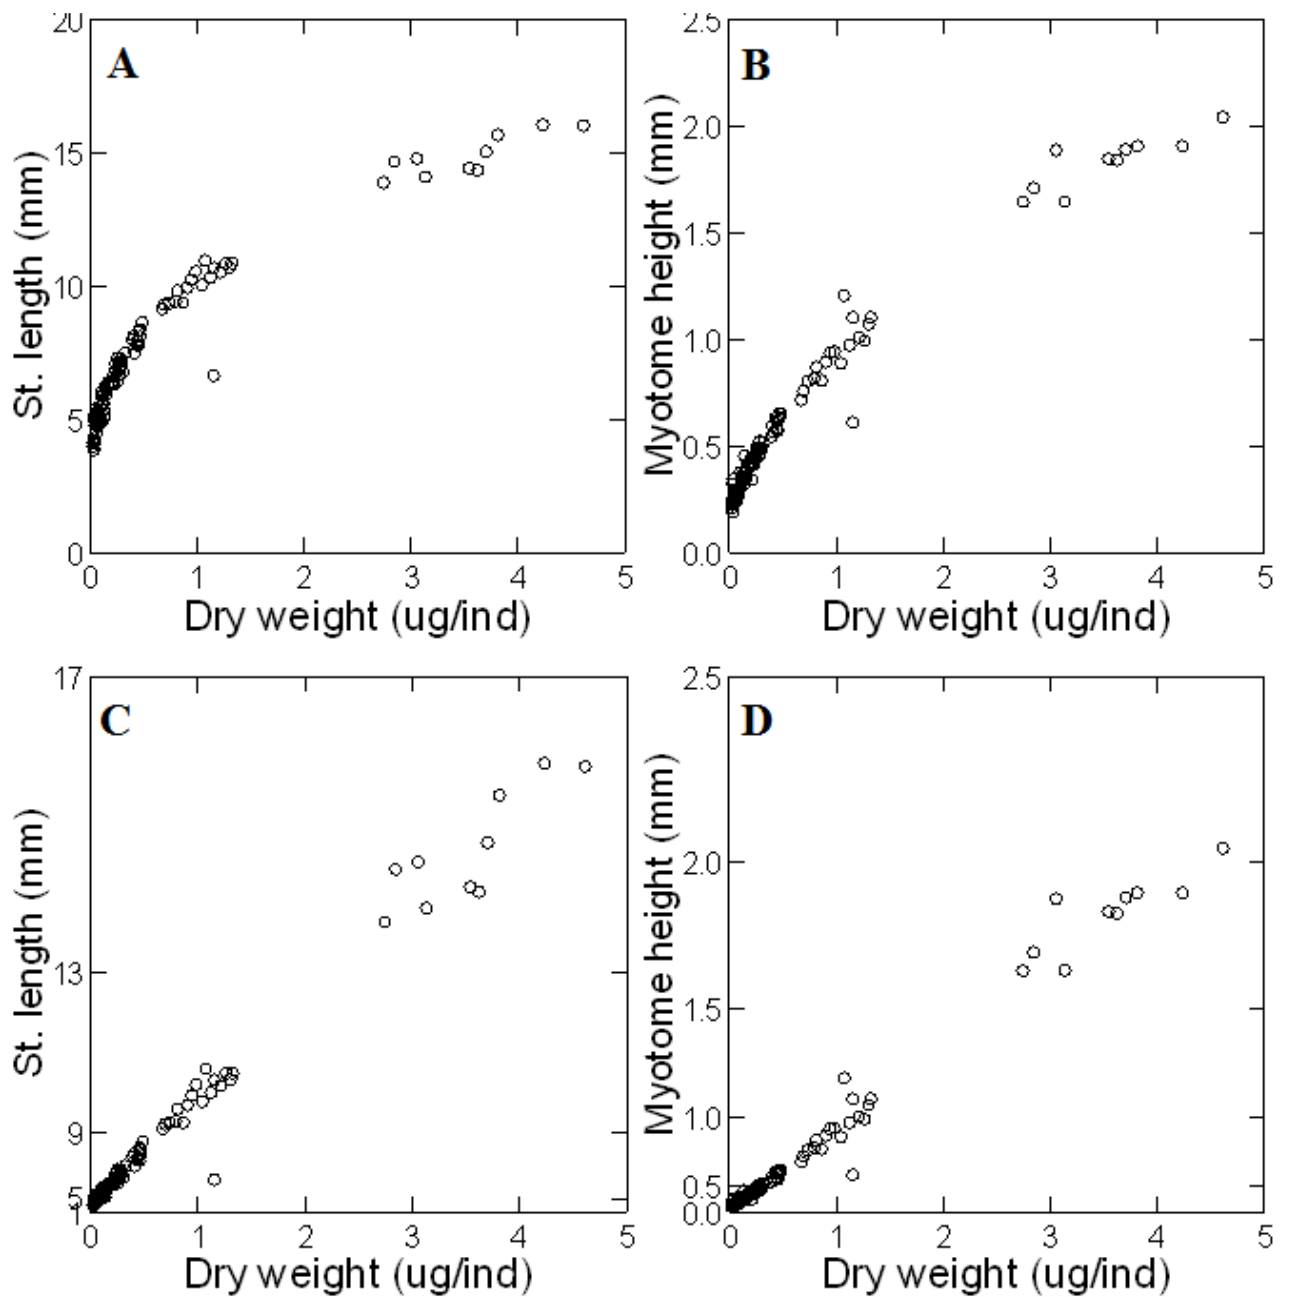 20
A
St. length (mm)
15
10
5
0
0 1 2 3 4 5
Dry weight (ug/ind)
2.5
B
Myotome height (mm)
2.0
1.5
1.0
0.5
0.0
0 1 2 3 4 5
Dry weight (ug/ind)
17
C
St. length (mm)
13
9
5
1
0 1 2 3 4 5
Dry weight (ug/ind)
2.5
D
Myotome height (mm)
2.0
1.5
1.0
0.5
0.0
0 1 2 3 4 5
Dry weight (ug/ind)